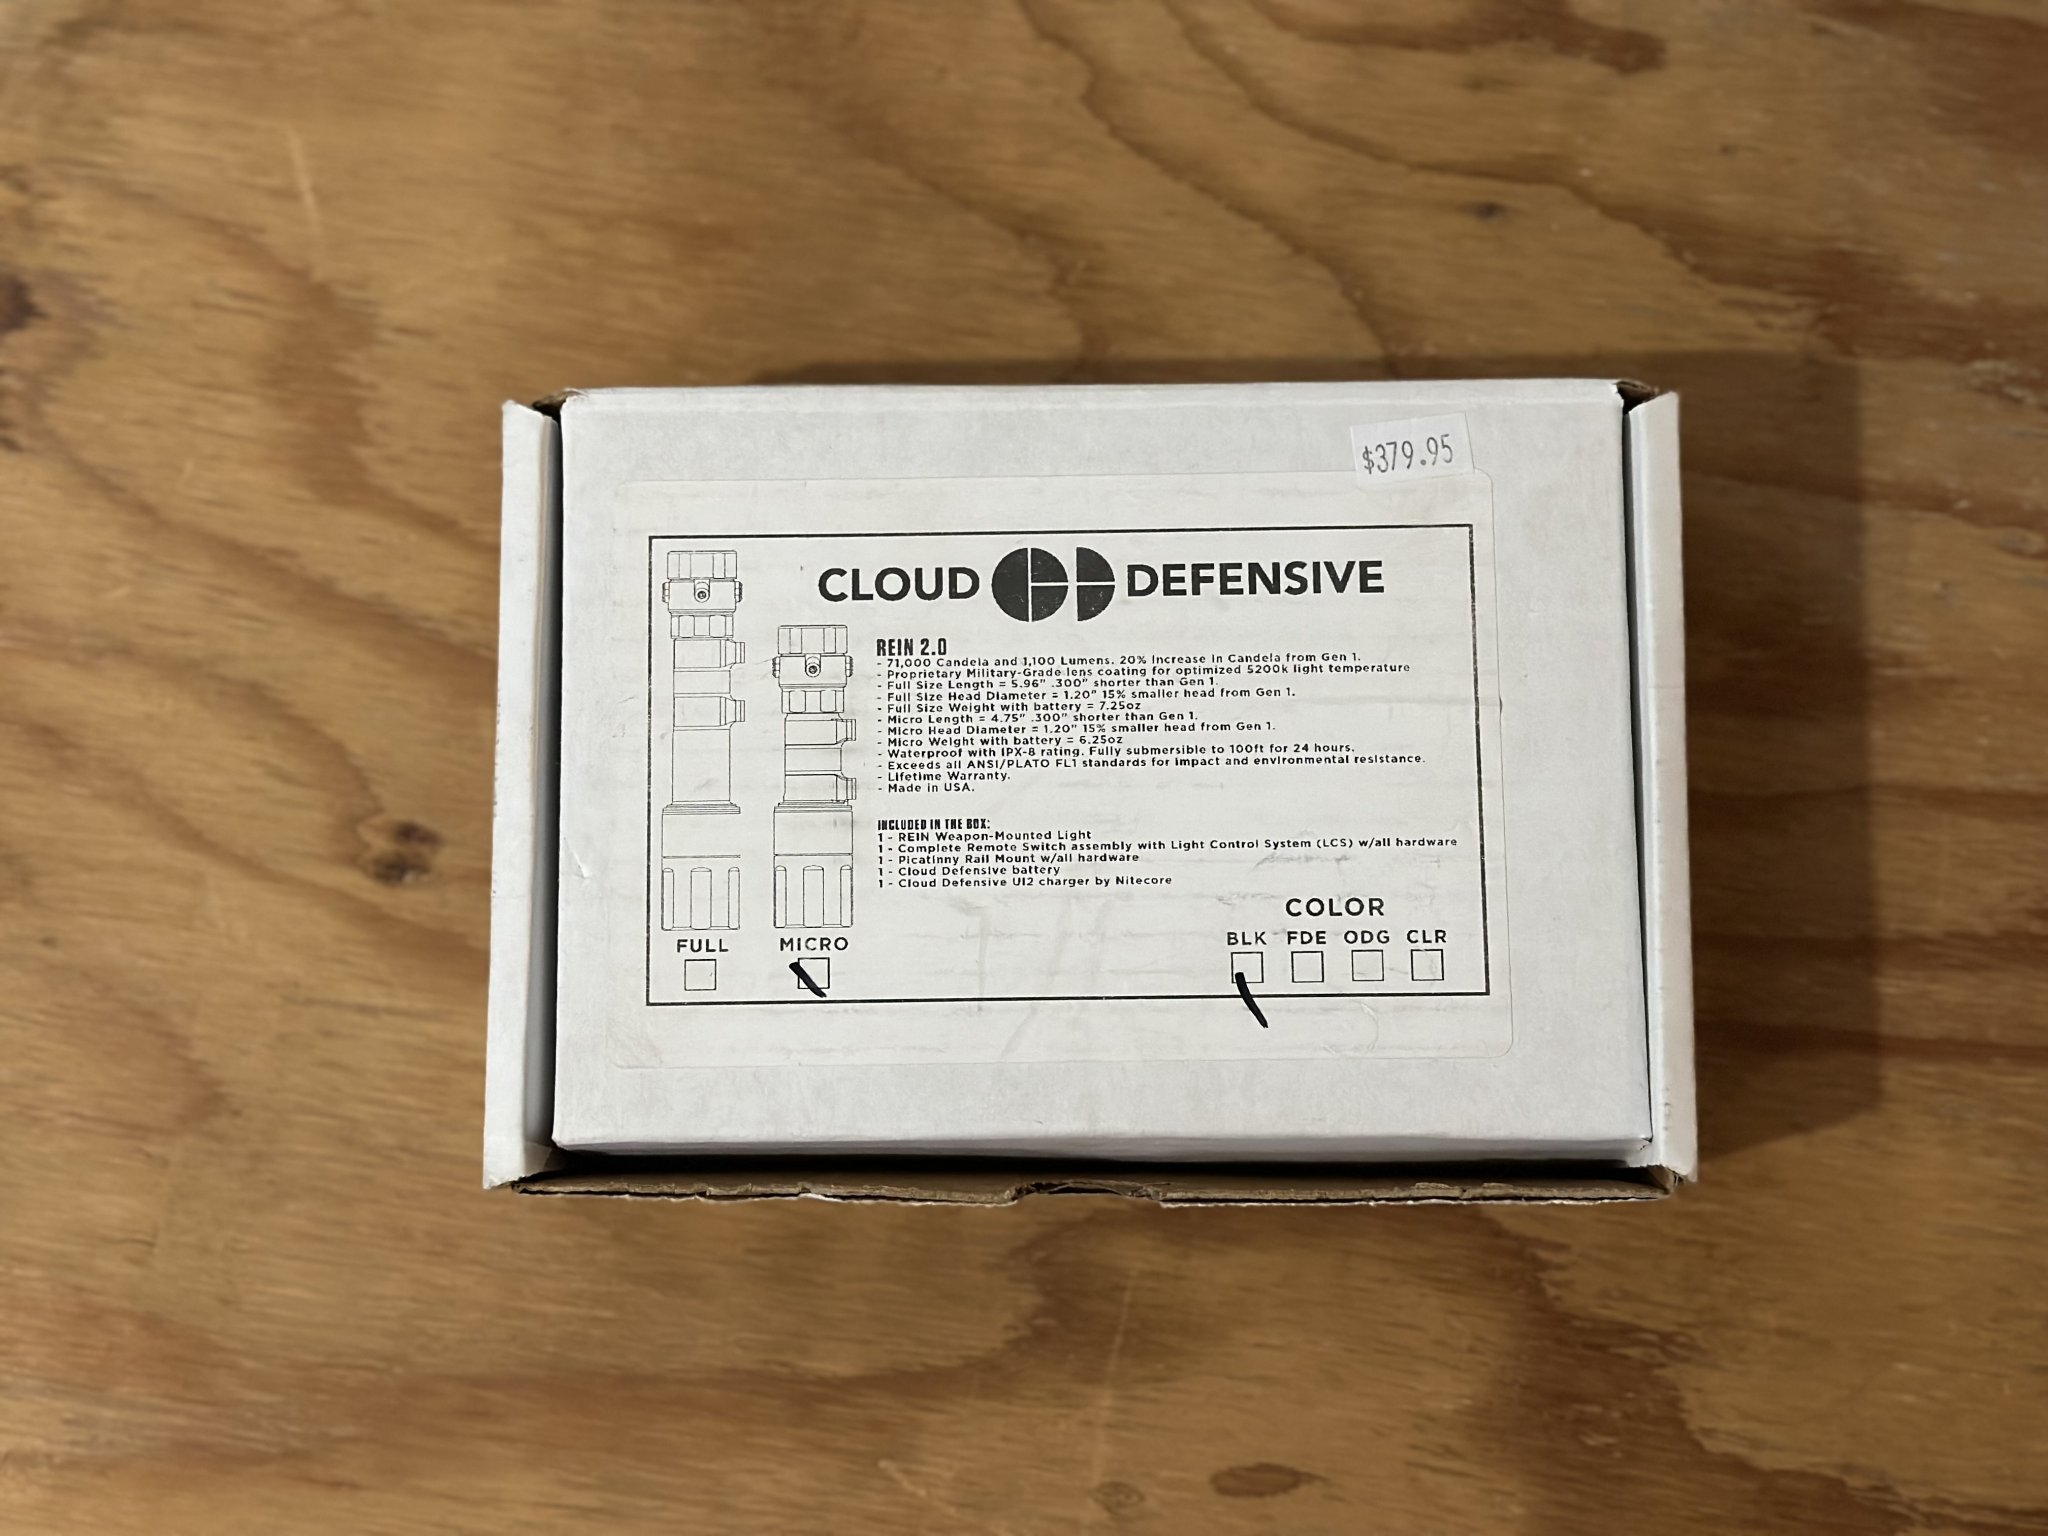 $379.95
CLOUD DEFENSIVE
REIN 2.0
- 71,000 Candela and 1,100 Lumens. 20% Increase in Candela from Gen 1.
- Proprietary Military-Grade lens coating for optimized 5200k light temperature
- Full Size Length = 5.96" .300" shorter than Gen 1.
- Full Size Head Diameter = 1.20" 15% smaller head from Gen 1.
- Full Size Weight with battery = 7.25oz
- Micro Length = 4.75" .300" shorter than Gen 1.
- Micro Head Diameter = 1.20" 15% smaller head from Gen 1.
- Micro Weight with battery = 6.25oz
- Waterproof with IPX-8 rating. Fully submersible to 100ft for 24 hours.
- Exceeds all ANSI/PLATO FL1 standards for impact and environmental resistance.
- Lifetime Warranty.
- Made in USA.
INCLUDED IN THE BOX:
1 - REIN Weapon-Mounted Light
1 - Complete Remote Switch assembly with Light Control System (LCS) w/all hardware
1 - Picatinny Rail Mount w/all hardware
1 - Cloud Defensive battery
1 - Cloud Defensive UI2 charger by Nitecore
FULL MICRO
COLOR
BLK FDE ODG CLR